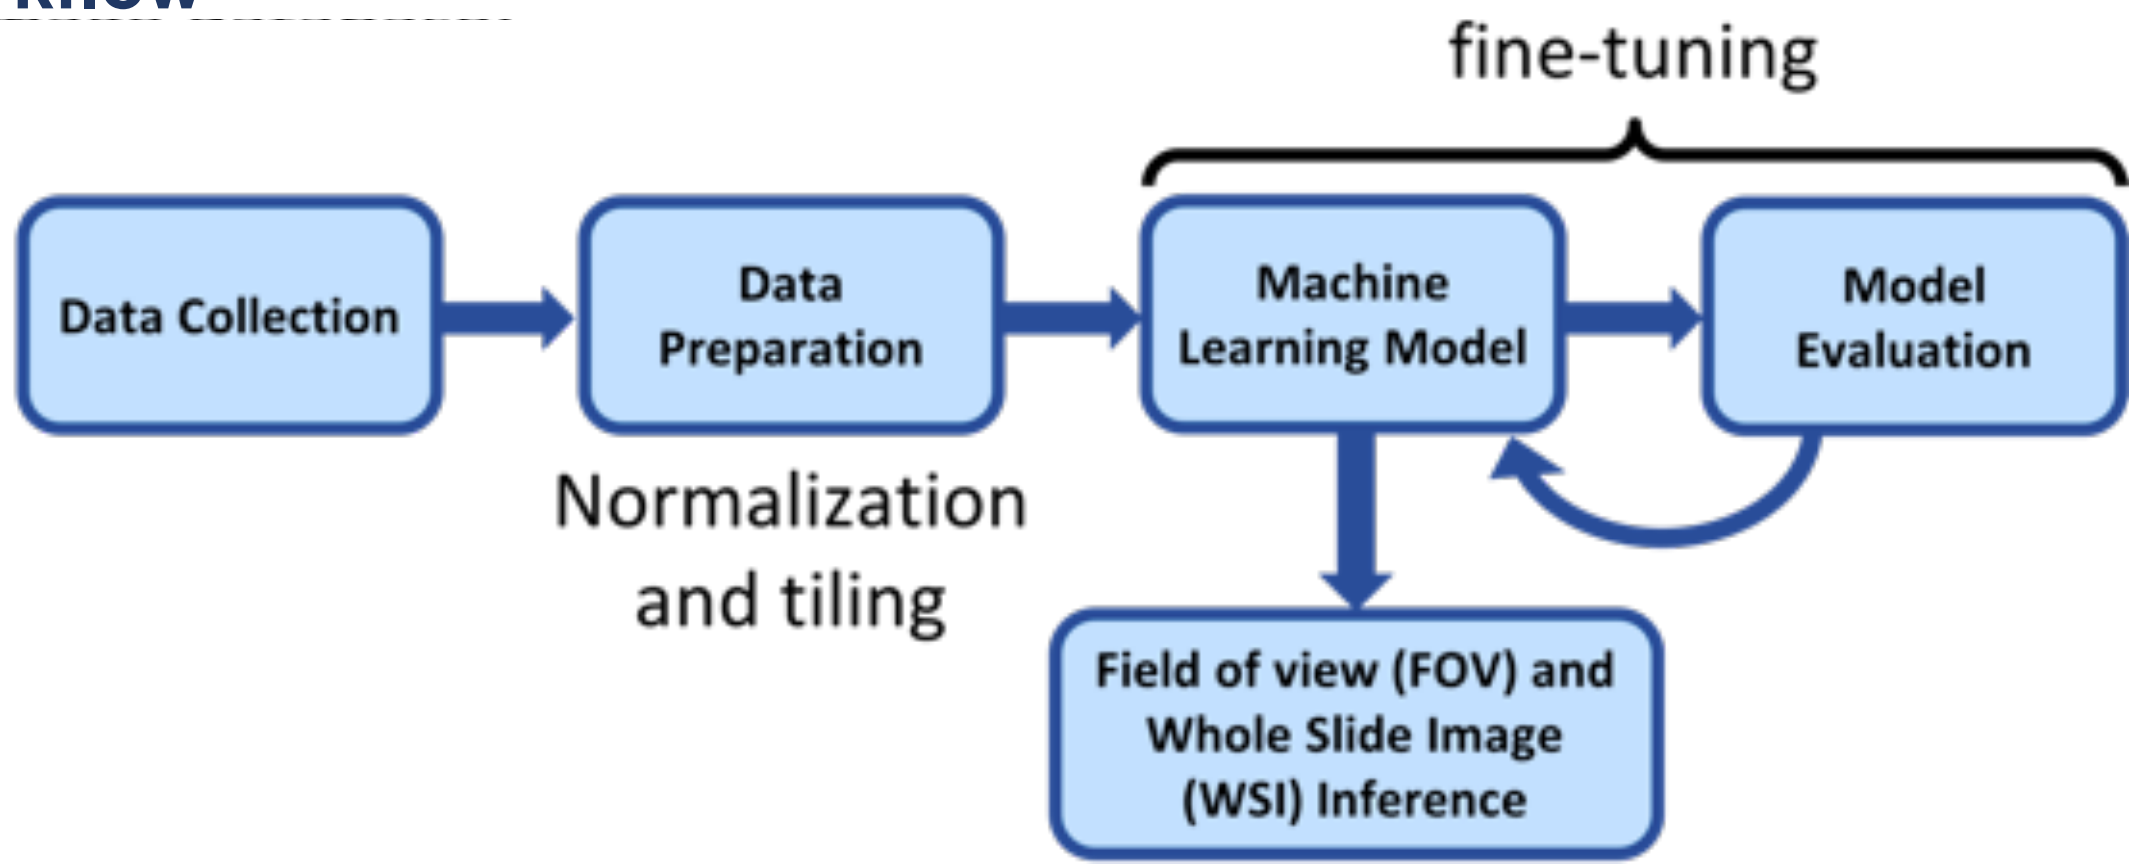 know
fine-tuning
Data Collection
Data
Preparation
Machine
Learning Model
Model
Evaluation
Normalization
and tiling
Field of view (FOV) and
Whole Slide Image
(WSI) Inference